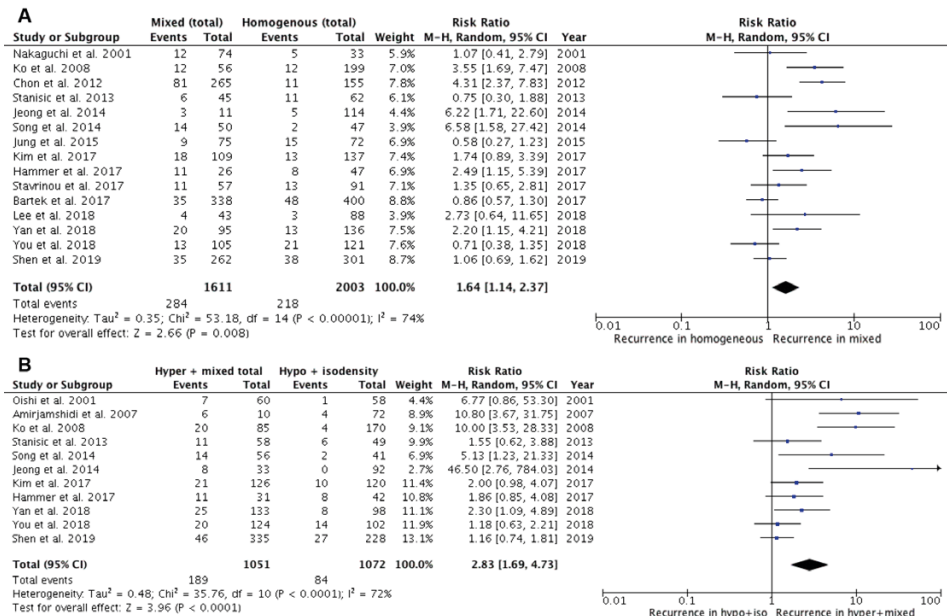 A
Mixed (total) Homogenous (total) Risk Ratio Risk Ratio
Study or Subgroup Events Total Events Total Weight M-H, Random, 95% CI Year M-H, Random, 95% CI
Nakaguchi et al. 2001 12 74 5 33 5.9% 1.07 [0.41, 2.79] 2001
Ko et al. 2008 12 56 12 199 7.1% 3.55 [1.69, 7.47] 2008
Chon et al. 2012 81 265 11 155 8.0% 4.31 [2.37, 7.83] 2012
Stanisic et al. 2013 6 45 11 62 6.1% 0.75 [0.30, 1.88] 2013
Jeong et al. 2014 3 11 5 114 4.4% 6.22 [1.71, 22.60] 2014
Song et al. 2014 14 50 2 47 3.9% 6.58 [1.58, 27.42] 2014
Jung et al. 2015 9 75 15 72 7.0% 0.58 [0.27, 1.23] 2015
Kim et al. 2017 18 109 13 137 7.5% 1.74 [0.89, 3.39] 2017
Hammer et al. 2017 11 26 8 47 6.9% 2.49 [1.15, 5.39] 2017
Stavrinou et al. 2017 11 57 13 91 7.1% 1.35 [0.65, 2.81] 2017
Bartek et al. 2017 35 338 48 400 8.8% 0.86 [0.57, 1.30] 2017
Lee et al. 2018 4 43 3 88 3.9% 2.73 [0.64, 11.65] 2018
Yan et al. 2018 20 95 13 136 7.6% 2.20 [1.15, 4.21] 2018
You et al. 2018 13 105 21 121 7.6% 0.71 [0.38, 1.35] 2018
Shen et al. 2019 35 262 38 301 8.7% 1.06 [0.69, 1.62] 2019
Total (95% CI) 1611 2003 100.0% 1.64 [1.14, 2.37]
Total events 284 218
Heterogeneity: Tau² = 0.35; Chi² = 53.18, df = 14 (P < 0.00001); I² = 74%
Test for overall effect: Z = 2.66 (P = 0.008)
0.01 0.1 1 10 100
Recurrence in homogeneous Recurrence in mixed
B
Hyper + mixed total Hypo + isodensity Risk Ratio Risk Ratio
Study or Subgroup Events Total Events Total Weight M-H, Random, 95% CI Year M-H, Random, 95% CI
Oishi et al. 2001 7 60 1 58 4.4% 6.77 [0.86, 53.30] 2001
Amirjamshidi et al. 2007 6 10 4 72 8.9% 10.80 [3.67, 31.75] 2007
Ko et al. 2008 20 85 4 170 9.1% 10.00 [3.53, 28.33] 2008
Stanisic et al. 2013 11 58 6 49 9.9% 1.55 [0.62, 3.88] 2013
Song et al. 2014 14 56 2 41 6.9% 5.13 [1.23, 21.33] 2014
Jeong et al. 2014 8 33 0 92 2.7% 46.50 [2.76, 784.03] 2014
Kim et al. 2017 21 126 10 120 11.4% 2.00 [0.98, 4.07] 2017
Hammer et al. 2017 11 31 8 42 10.8% 1.86 [0.85, 4.08] 2017
Yan et al. 2018 25 133 8 98 11.1% 2.30 [1.09, 4.89] 2018
You et al. 2018 20 124 14 102 11.9% 1.18 [0.63, 2.21] 2018
Shen et al. 2019 46 335 27 228 13.1% 1.16 [0.74, 1.81] 2019
Total (95% CI) 1051 1072 100.0% 2.83 [1.69, 4.73]
Total events 189 84
Heterogeneity: Tau² = 0.48; Chi² = 35.76, df = 10 (P < 0.0001); I² = 72%
Test for overall effect: Z = 3.96 (P < 0.0001)
0.01 0.1 1 10 100
Recurrence in hypo+iso Recurrence in hyper+mixed